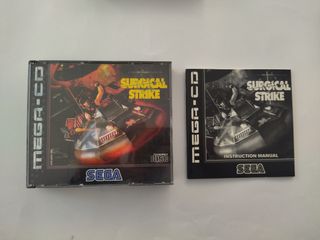 MEGA-CD
SURGICAL
STRIKE
SEGA
MEGA-CD
SURGICAL
STRIKE
INSTRUCTION MANUAL
SEGA